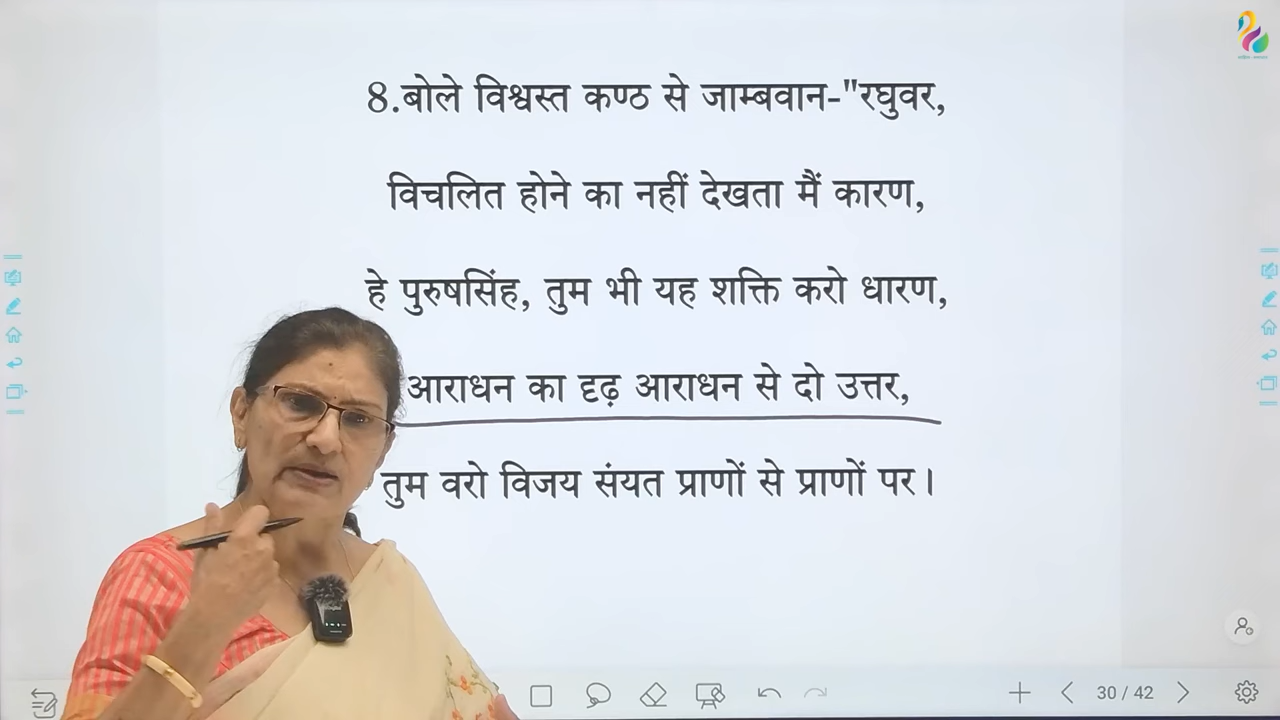 8.बोले विश्वस्त कण्ठ से जाम्बवान-"रघुवर,
विचलित होने का नहीं देखता मैं कारण,
हे पुरुषसिंह, तुम भी यह शक्ति करो धारण,
आराधन का दृढ़ आराधन से दो उत्तर,
तुम वरो विजय संयत प्राणों से प्राणों पर।
30 / 42